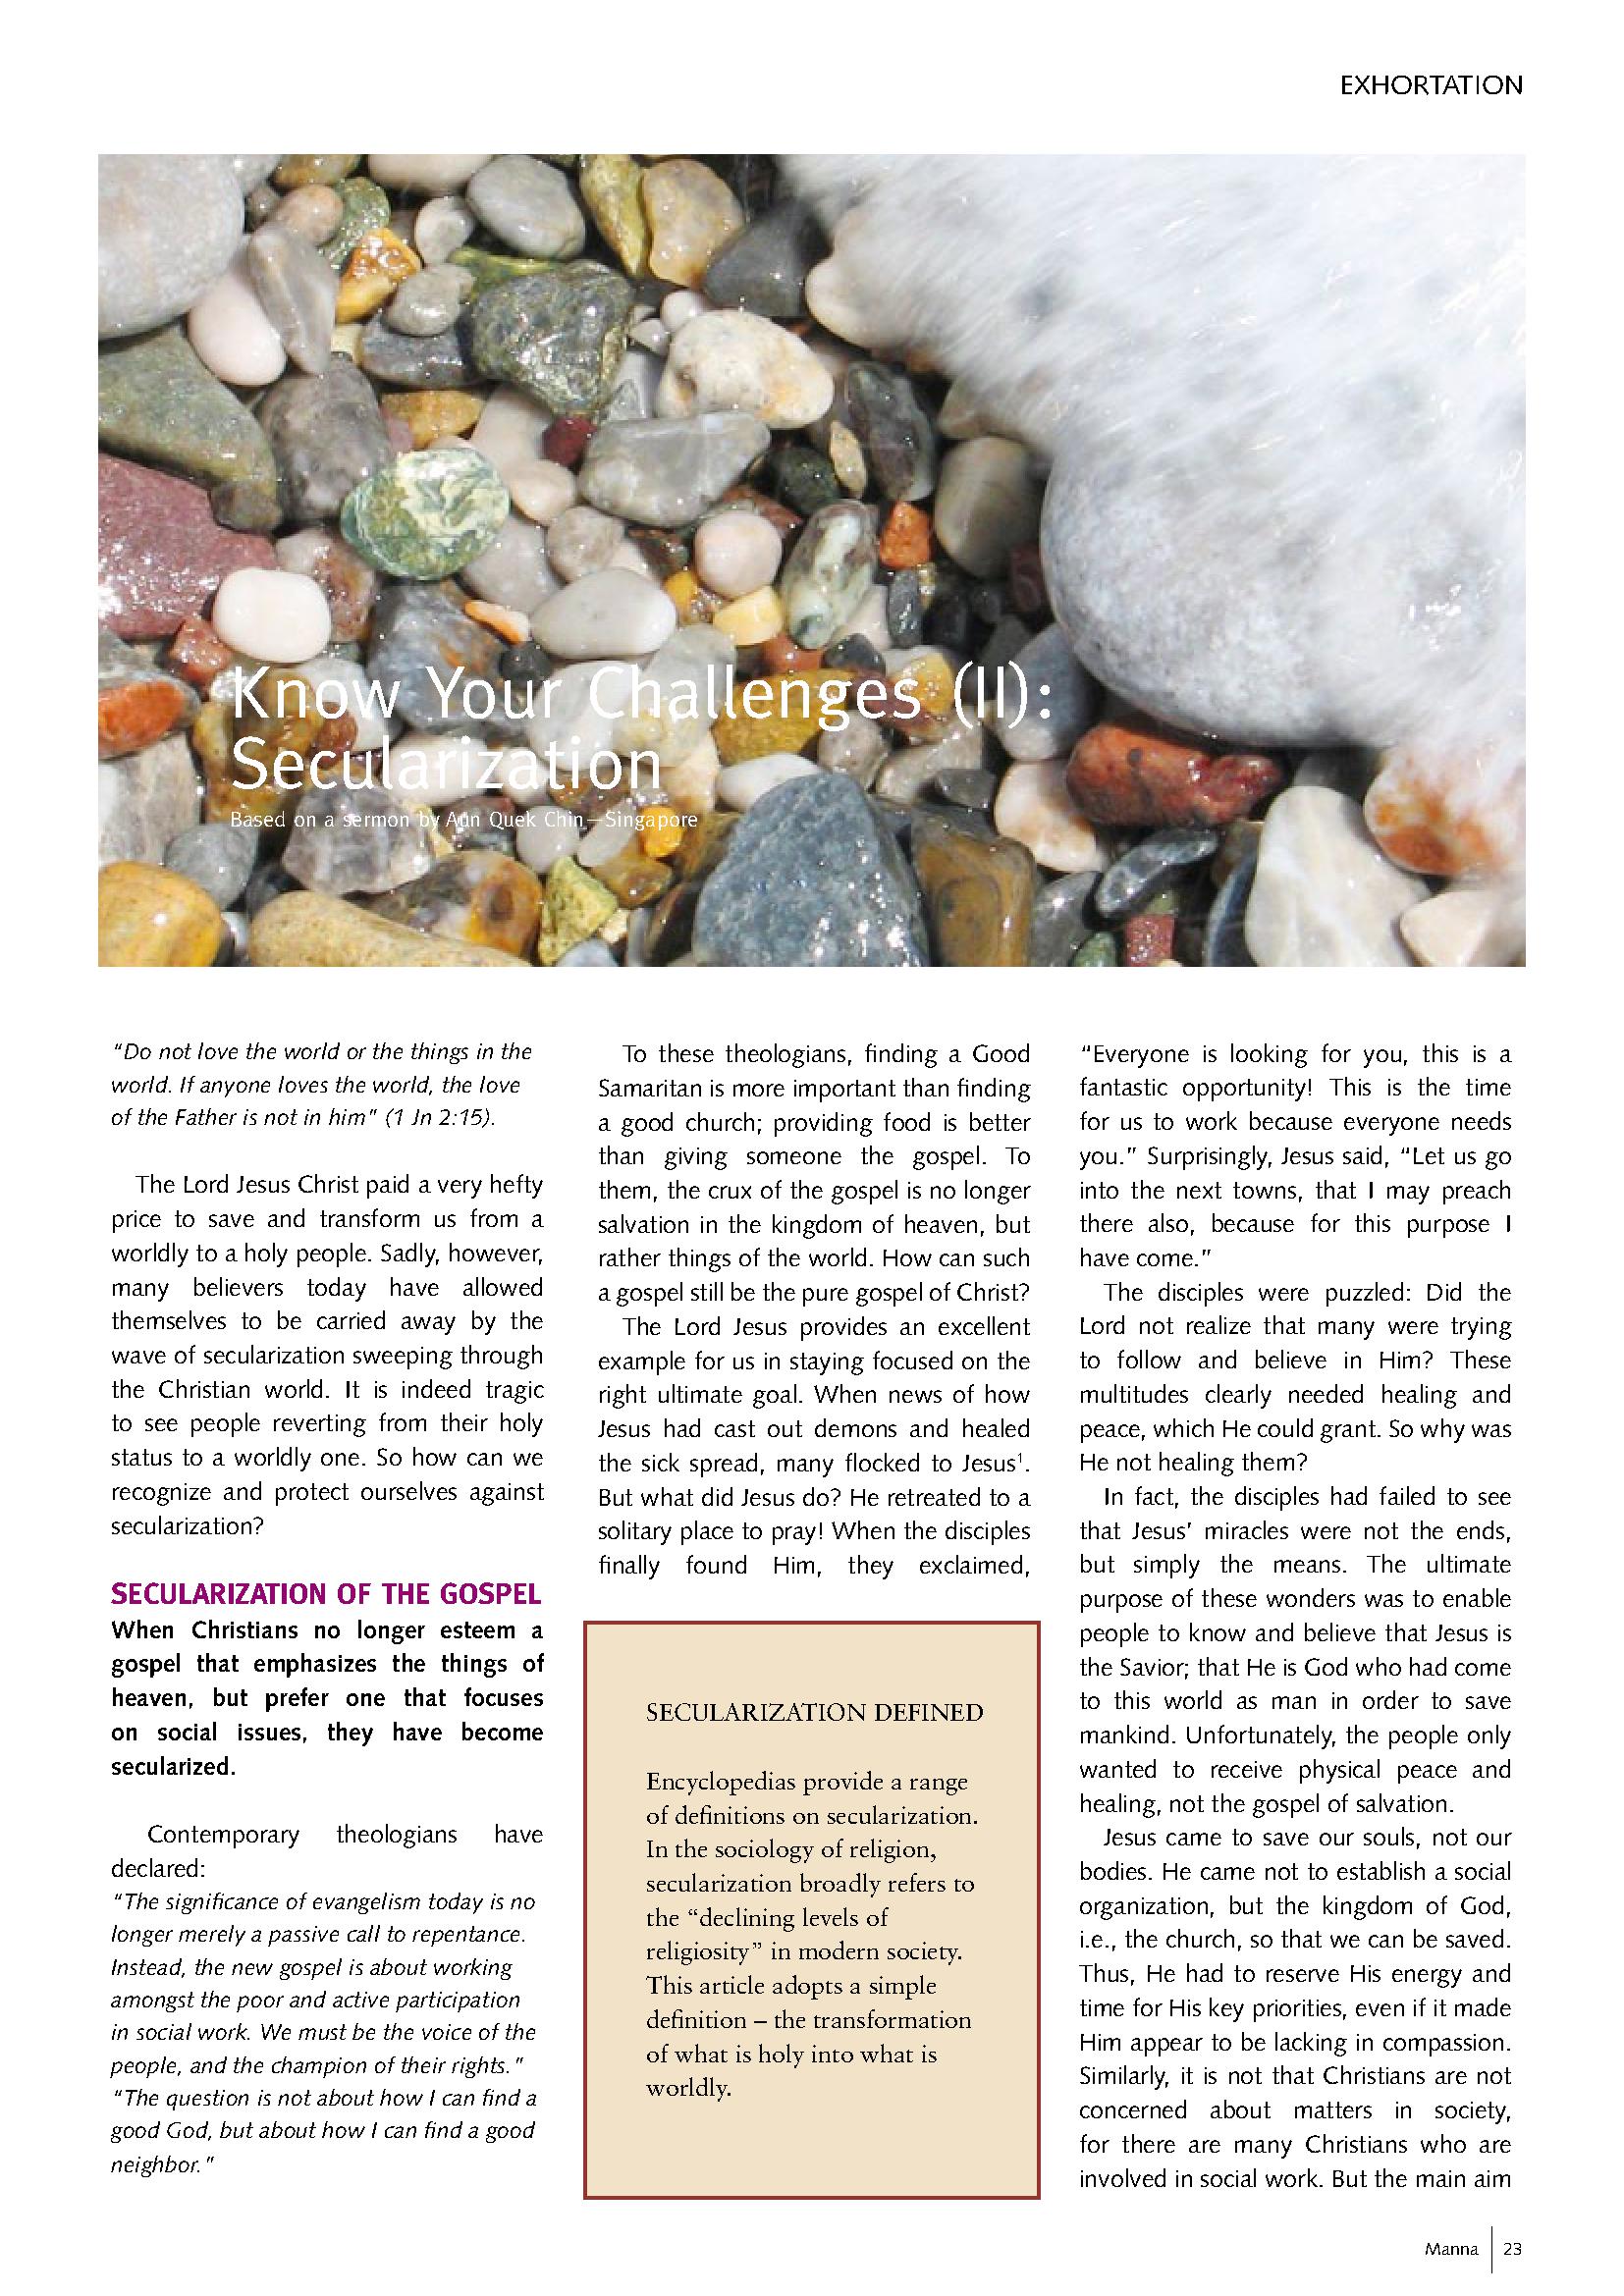 EXHORTATION
Know Your Challenges (II):
Secularization
Based on a sermon by Aun Quek Chin—Singapore
"Do not love the world or the things in the
world. If anyone loves the world, the love
of the Father is not in him" (1 Jn 2:15).
The Lord Jesus Christ paid a very hefty
price to save and transform us from a
worldly to a holy people. Sadly, however,
many believers today have allowed
themselves to be carried away by the
wave of secularization sweeping through
the Christian world. It is indeed tragic
to see people reverting from their holy
status to a worldly one. So how can we
recognize and protect ourselves against
secularization?
SECULARIZATION OF THE GOSPEL
When Christians no longer esteem a
gospel that emphasizes the things of
heaven, but prefer one that focuses
on social issues, they have become
secularized.
Contemporary theologians have
declared:
"The significance of evangelism today is no
longer merely a passive call to repentance.
Instead, the new gospel is about working
amongst the poor and active participation
in social work. We must be the voice of the
people, and the champion of their rights."
"The question is not about how I can find a
good God, but about how I can find a good
neighbor."
To these theologians, finding a Good
Samaritan is more important than finding
a good church; providing food is better
than giving someone the gospel. To
them, the crux of the gospel is no longer
salvation in the kingdom of heaven, but
rather things of the world. How can such
a gospel still be the pure gospel of Christ?
The Lord Jesus provides an excellent
example for us in staying focused on the
right ultimate goal. When news of how
Jesus had cast out demons and healed
the sick spread, many flocked to Jesus¹.
But what did Jesus do? He retreated to a
solitary place to pray! When the disciples
finally found Him, they exclaimed,
SECULARIZATION DEFINED
Encyclopedias provide a range
of definitions on secularization.
In the sociology of religion,
secularization broadly refers to
the “declining levels of
religiosity” in modern society.
This article adopts a simple
definition – the transformation
of what is holy into what is
worldly.
“Everyone is looking for you, this is a
fantastic opportunity! This is the time
for us to work because everyone needs
you.” Surprisingly, Jesus said, “Let us go
into the next towns, that I may preach
there also, because for this purpose I
have come.”
The disciples were puzzled: Did the
Lord not realize that many were trying
to follow and believe in Him? These
multitudes clearly needed healing and
peace, which He could grant. So why was
He not healing them?
In fact, the disciples had failed to see
that Jesus’ miracles were not the ends,
but simply the means. The ultimate
purpose of these wonders was to enable
people to know and believe that Jesus is
the Savior; that He is God who had come
to this world as man in order to save
mankind. Unfortunately, the people only
wanted to receive physical peace and
healing, not the gospel of salvation.
Jesus came to save our souls, not our
bodies. He came not to establish a social
organization, but the kingdom of God,
i.e., the church, so that we can be saved.
Thus, He had to reserve His energy and
time for His key priorities, even if it made
Him appear to be lacking in compassion.
Similarly, it is not that Christians are not
concerned about matters in society,
for there are many Christians who are
involved in social work. But the main aim
Manna 23